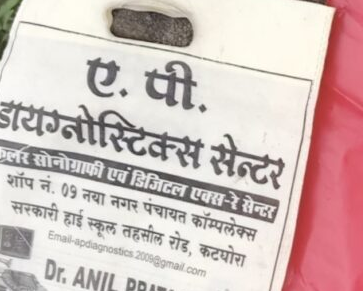 ए. पी.
डायग्नोस्टिक्स सेन्टर
कलर सोनोग्राफी एवं डिजिटल एक्स-रे सेन्टर
शॉप नं. 09 नया नगर पंचायत कॉम्पलेक्स
सरकारी हाई स्कूल तहसील रोड, कटघोरा
Email-apdiagnostics.2009@gmail.com
Dr. ANIL